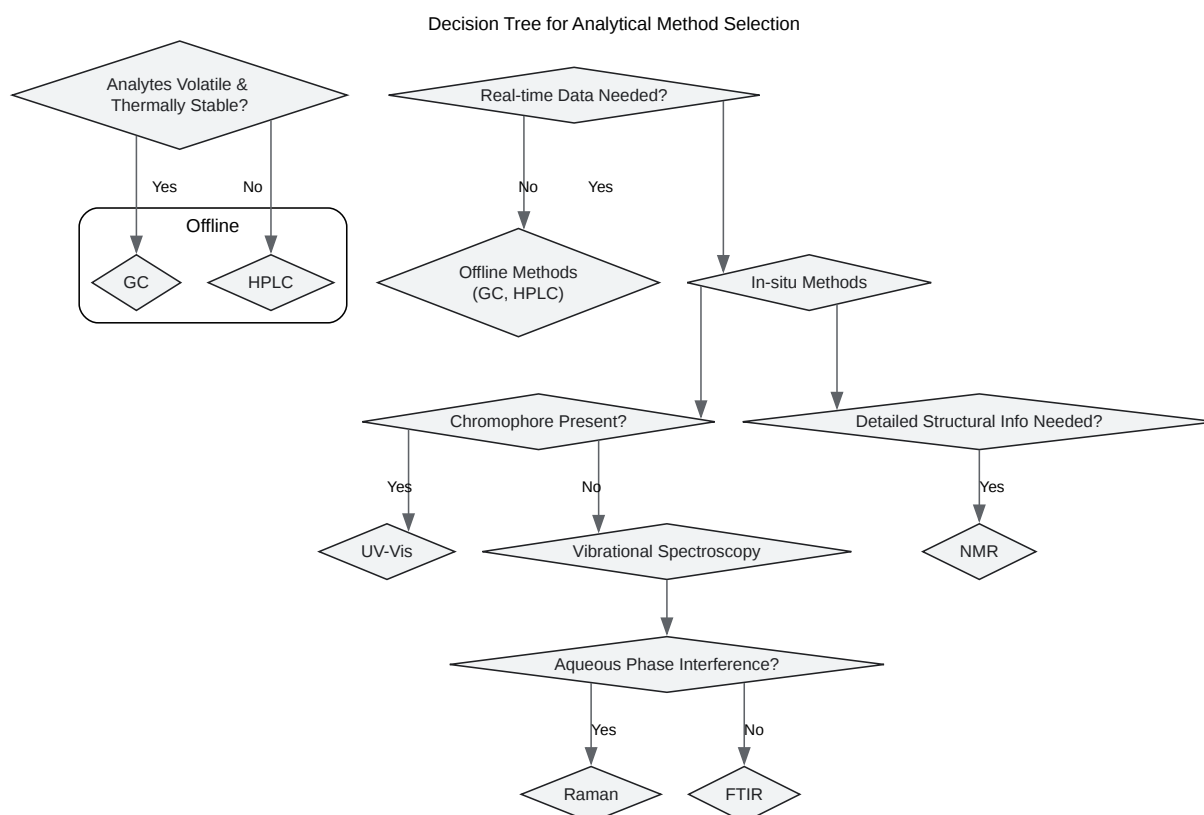 Decision Tree for Analytical Method Selection
Analytes Volatile &
Thermally Stable?
Real-time Data Needed?
Yes
No
No
Yes
Offline
GC
HPLC
Offline Methods
(GC, HPLC)
In-situ Methods
Chromophore Present?
Detailed Structural Info Needed?
Yes
No
Yes
UV-Vis
Vibrational Spectroscopy
NMR
Aqueous Phase Interference?
Yes
No
Raman
FTIR